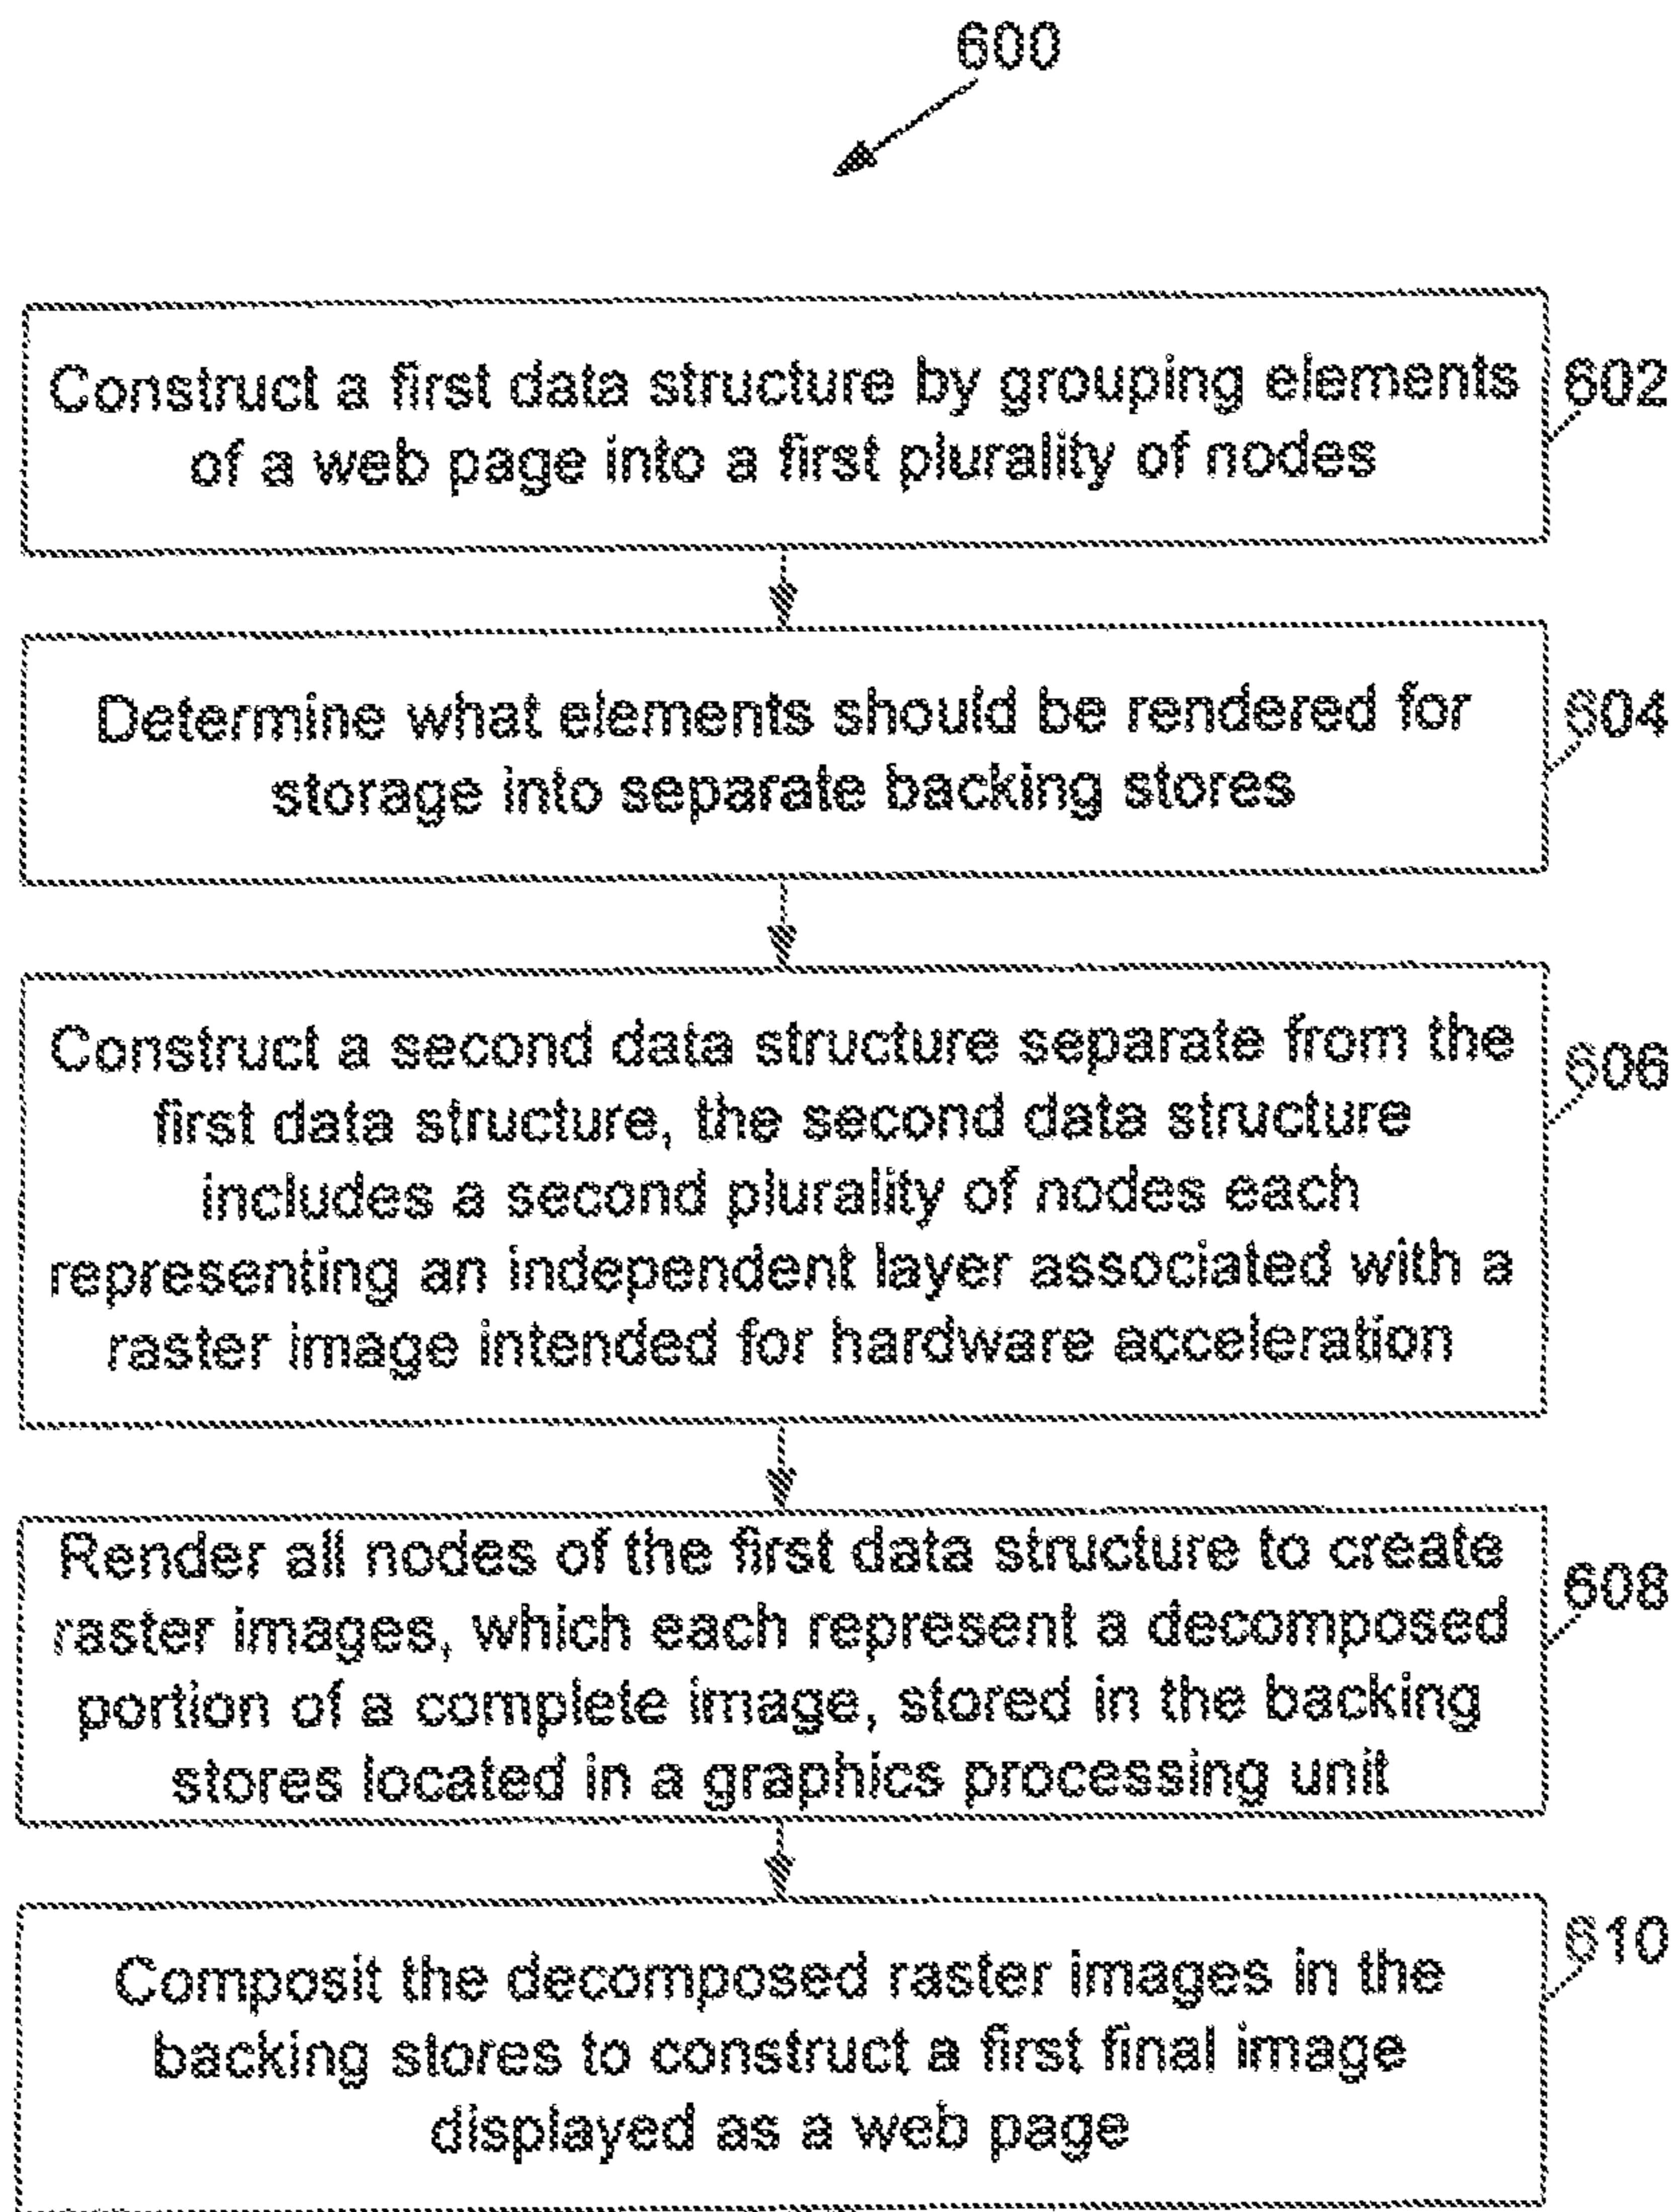 600
Construct a first data structure by grouping elements
of a web page into a first plurality of nodes
602
Determine what elements should be rendered for
storage into separate backing stores
604
Construct a second data structure separate from the
first data structure, the second data structure
includes a second plurality of nodes each
representing an independent layer associated with a
raster image intended for hardware acceleration
606
Render all nodes of the first data structure to create
raster images, which each represent a decomposed
portion of a complete image, stored in the backing
stores located in a graphics processing unit
608
Composit the decomposed raster images in the
backing stores to construct a first final image
displayed as a web page
610